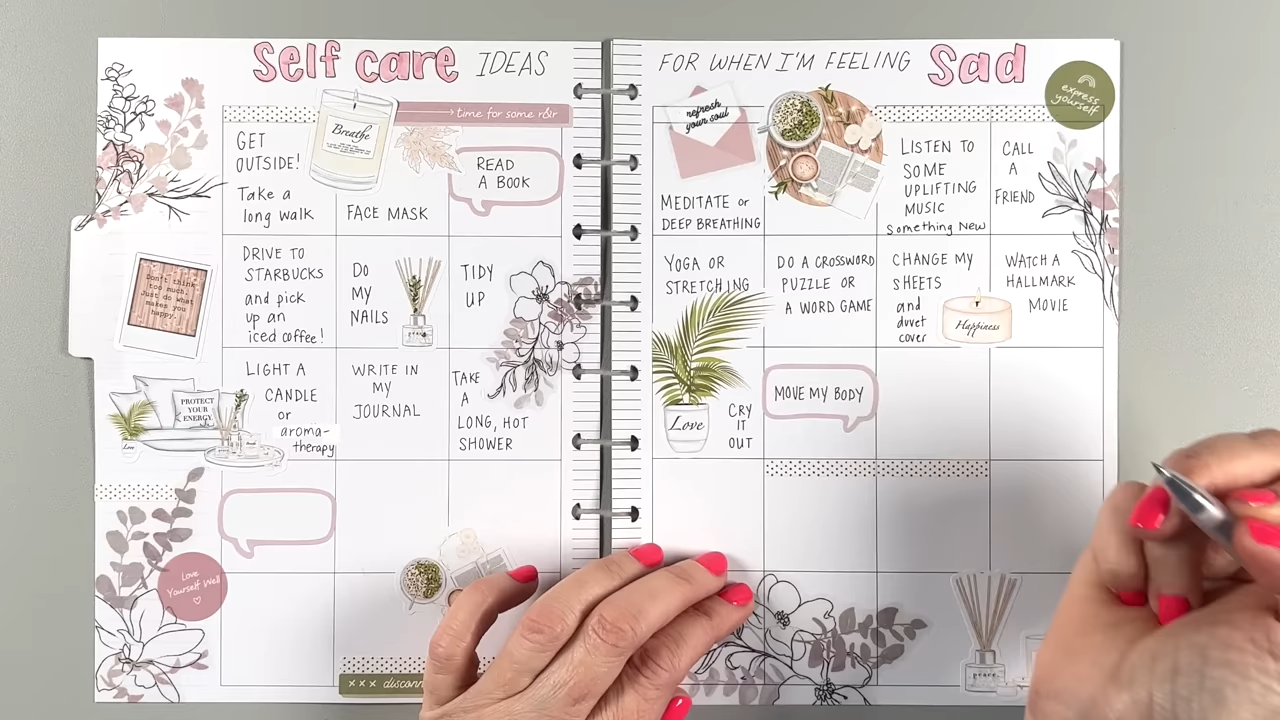 Self care IDEAS
FOR WHEN I'M FEELING Sad
express
yourself
time for some r&r
GET
OUTSIDE!
Take a
long walk
Breathe
FACE MASK
READ
A BOOK
refresh
your soul
MEDITATE or
DEEP BREATHING
LISTEN TO
SOME
UPLIFTING
MUSIC
Something New
CALL
A
FRIEND
Don't think
too much.
Just do what
makes you
happy.
DRIVE TO
STARBUCKS
and pick
up an
iced coffee!
DO
MY
NAILS
TIDY
UP
YOGA OR
STRETCHING
DO A CROSSWORD
PUZZLE OR
A WORD GAME
CHANGE MY
SHEETS
and
duvet
cover
Happiness
WATCH A
HALLMARK
MOVIE
PROTECT
YOUR
ENERGY
Love
LIGHT A
CANDLE
or
aroma-
therapy
WRITE IN
MY
JOURNAL
TAKE
A
LONG, HOT
SHOWER
Love
CRY
IT
OUT
MOVE MY BODY
Love
Yourself Well
xxx disconn
peace